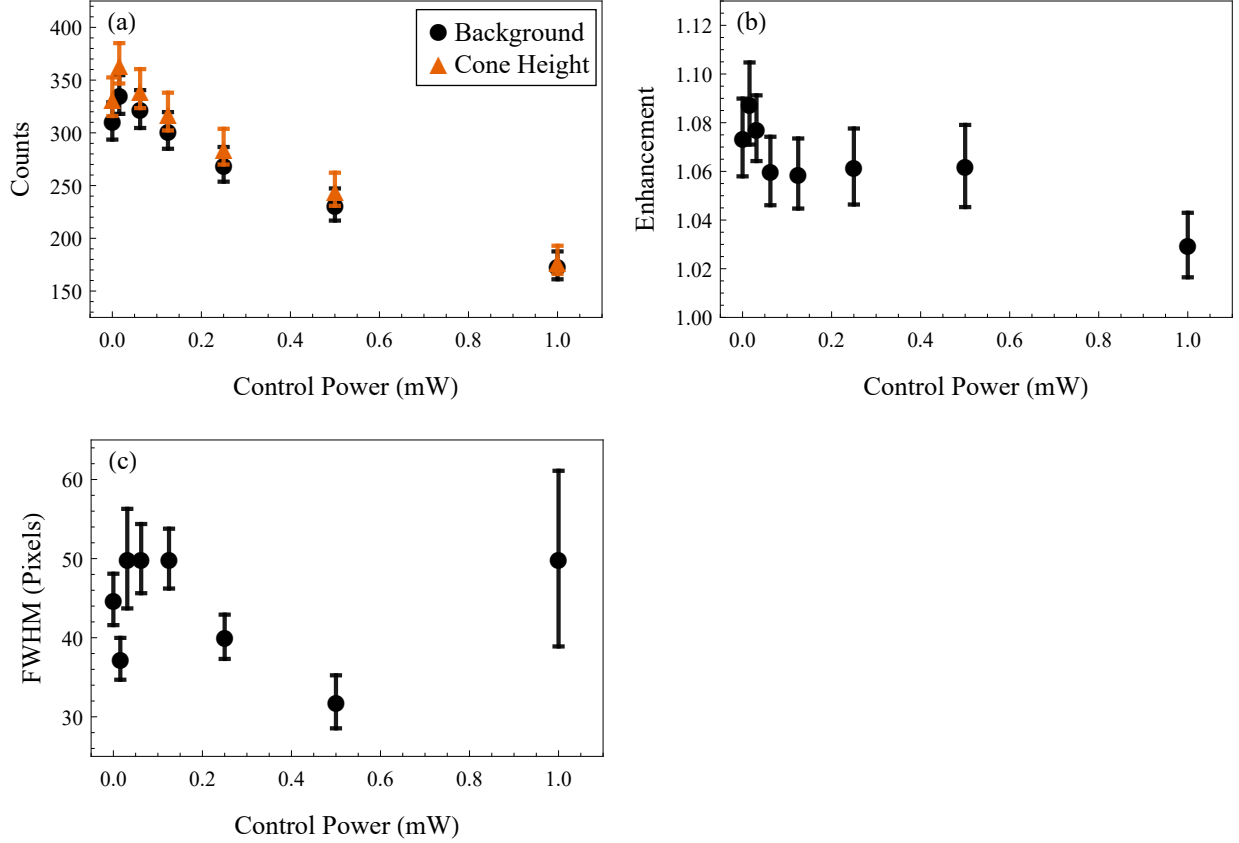 (a)
Background
Cone Height
400
350
300
250
200
150
Counts
0.0 0.2 0.4 0.6 0.8 1.0
Control Power (mW)
(b)
1.12
1.10
1.08
1.06
1.04
1.02
1.00
Enhancement
0.0 0.2 0.4 0.6 0.8 1.0
Control Power (mW)
(c)
60
50
40
30
FWHM (Pixels)
0.0 0.2 0.4 0.6 0.8 1.0
Control Power (mW)